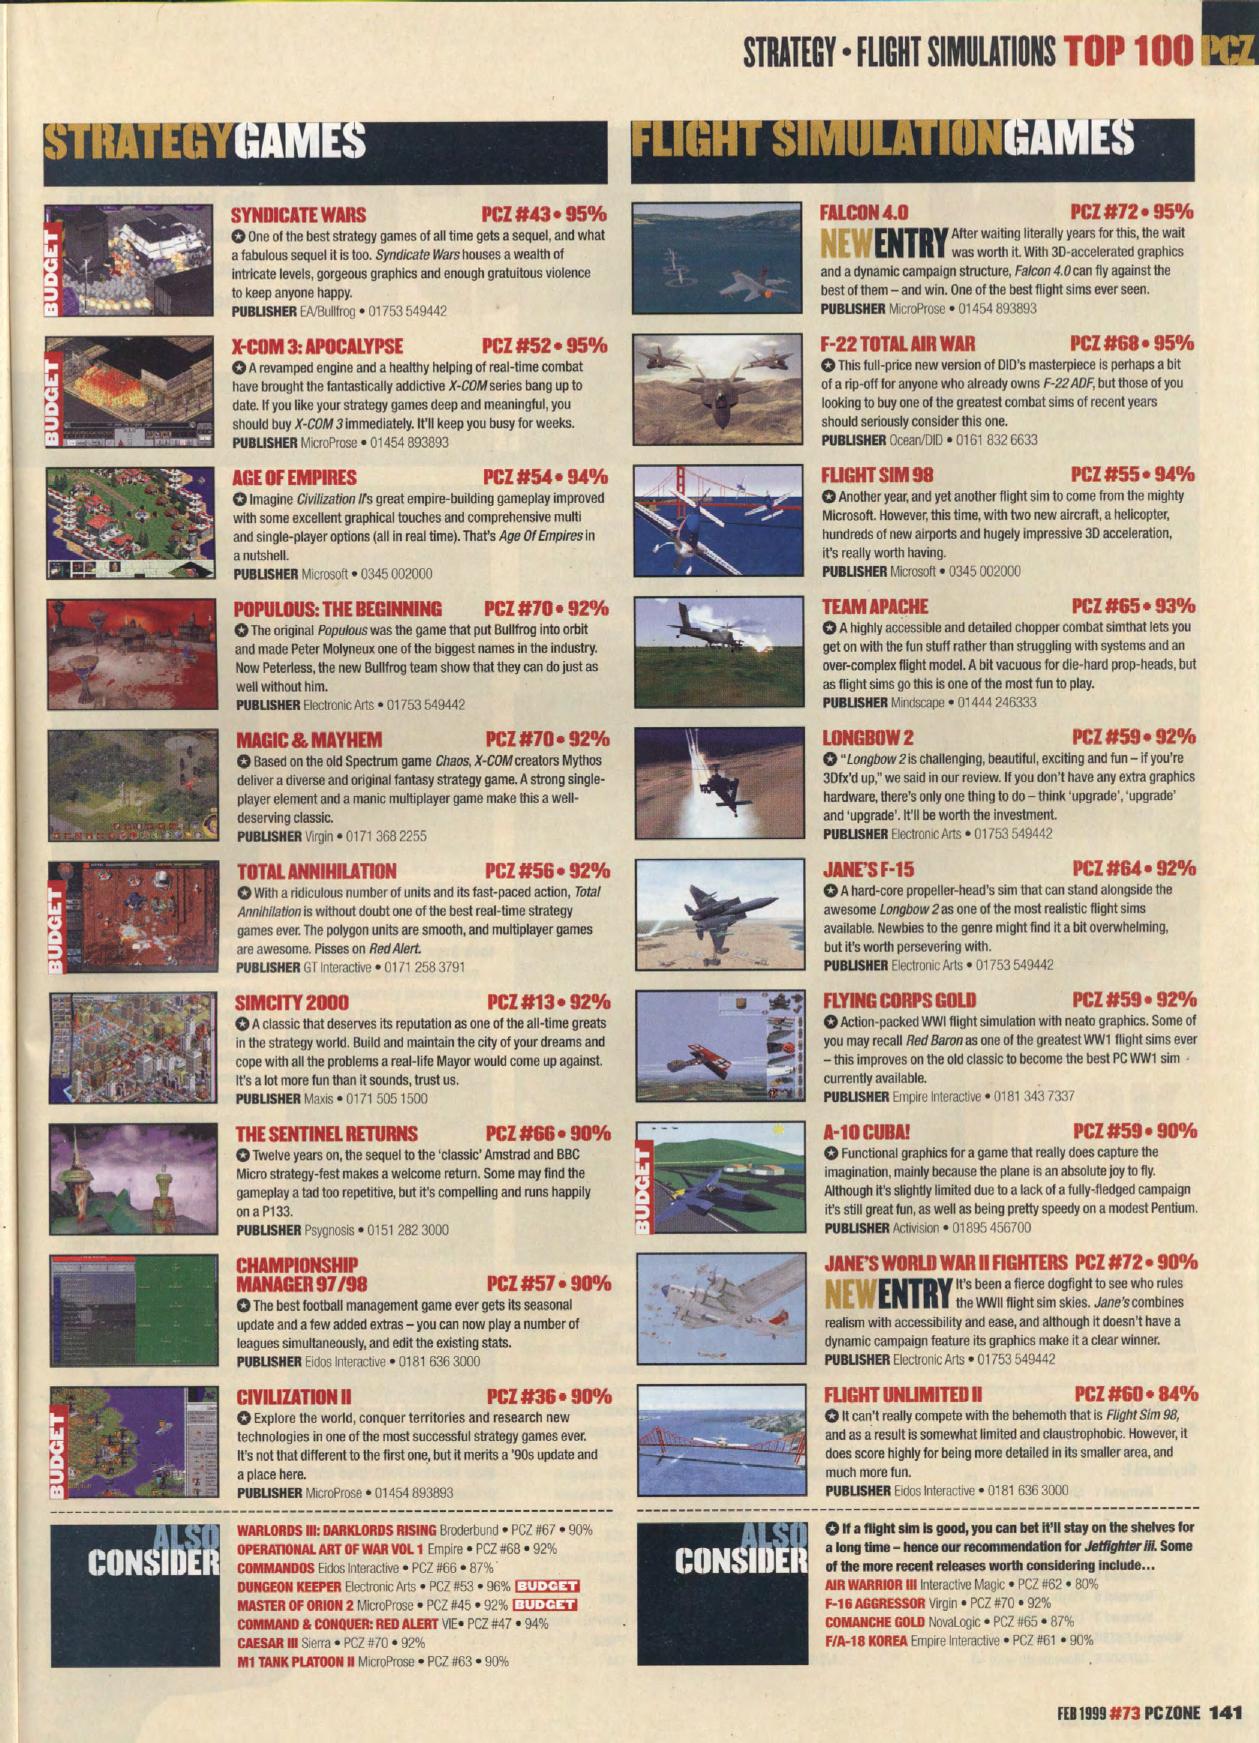 STRATEGY • FLIGHT SIMULATIONS TOP 100 PCZ
STRATEGYGAMES
BUDGET
SYNDICATE WARS PCZ #43 • 95%
One of the best strategy games of all time gets a sequel, and what
a fabulous sequel it is too. Syndicate Wars houses a wealth of
intricate levels, gorgeous graphics and enough gratuitous violence
to keep anyone happy.
PUBLISHER EA/Bullfrog • 01753 549442
BUDGET
X-COM 3: APOCALYPSE PCZ #52 • 95%
A revamped engine and a healthy helping of real-time combat
have brought the fantastically addictive X-COM series bang up to
date. If you like your strategy games deep and meaningful, you
should buy X-COM 3 immediately. It'll keep you busy for weeks.
PUBLISHER MicroProse • 01454 893893
AGE OF EMPIRES PCZ #54 • 94%
Imagine Civilization II's great empire-building gameplay improved
with some excellent graphical touches and comprehensive multi
and single-player options (all in real time). That's Age Of Empires in
a nutshell.
PUBLISHER Microsoft • 0345 002000
POPULOUS: THE BEGINNING PCZ #70 • 92%
The original Populous was the game that put Bullfrog into orbit
and made Peter Molyneux one of the biggest names in the industry.
Now Peterless, the new Bullfrog team show that they can do just as
well without him.
PUBLISHER Electronic Arts • 01753 549442
MAGIC & MAYHEM PCZ #70 • 92%
Based on the old Spectrum game Chaos, X-COM creators Mythos
deliver a diverse and original fantasy strategy game. A strong single-
player element and a manic multiplayer game make this a well-
deserving classic.
PUBLISHER Virgin • 0171 368 2255
BUDGET
TOTAL ANNIHILATION PCZ #56 • 92%
With a ridiculous number of units and its fast-paced action, Total
Annihilation is without doubt one of the best real-time strategy
games ever. The polygon units are smooth, and multiplayer games
are awesome. Pisses on Red Alert.
PUBLISHER GT Interactive • 0171 258 3791
SIMCITY 2000 PCZ #13 • 92%
A classic that deserves its reputation as one of the all-time greats
in the strategy world. Build and maintain the city of your dreams and
cope with all the problems a real-life Mayor would come up against.
It's a lot more fun than it sounds, trust us.
PUBLISHER Maxis • 0171 505 1500
THE SENTINEL RETURNS PCZ #66 • 90%
Twelve years on, the sequel to the 'classic' Amstrad and BBC
Micro strategy-fest makes a welcome return. Some may find the
gameplay a tad too repetitive, but it's compelling and runs happily
on a P133.
PUBLISHER Psygnosis • 0151 282 3000
CHAMPIONSHIP
MANAGER 97/98 PCZ #57 • 90%
The best football management game ever gets its seasonal
update and a few added extras – you can now play a number of
leagues simultaneously, and edit the existing stats.
PUBLISHER Eidos Interactive • 0181 636 3000
BUDGET
CIVILIZATION II PCZ #36 • 90%
Explore the world, conquer territories and research new
technologies in one of the most successful strategy games ever.
It's not that different to the first one, but it merits a '90s update and
a place here.
PUBLISHER MicroProse • 01454 893893
ALSO
CONSIDER
WARLORDS III: DARKLORDS RISING Broderbund • PCZ #67 • 90%
OPERATIONAL ART OF WAR VOL 1 Empire • PCZ #68 • 92%
COMMANDOS Eidos Interactive • PCZ #66 • 87%
DUNGEON KEEPER Electronic Arts • PCZ #53 • 96% BUDGET
MASTER OF ORION 2 MicroProse • PCZ #45 • 92% BUDGET
COMMAND & CONQUER: RED ALERT VIE• PCZ #47 • 94%
CAESAR III Sierra • PCZ #70 • 92%
M1 TANK PLATOON II MicroProse • PCZ #63 • 90%
FLIGHT SIMULATIONGAMES
FALCON 4.0 PCZ #72 • 95%
NEWENTRY After waiting literally years for this, the wait
was worth it. With 3D-accelerated graphics
and a dynamic campaign structure, Falcon 4.0 can fly against the
best of them – and win. One of the best flight sims ever seen.
PUBLISHER MicroProse • 01454 893893
F-22 TOTAL AIR WAR PCZ #68 • 95%
This full-price new version of DID's masterpiece is perhaps a bit
of a rip-off for anyone who already owns F-22 ADF, but those of you
looking to buy one of the greatest combat sims of recent years
should seriously consider this one.
PUBLISHER Ocean/DID • 0161 832 6633
FLIGHT SIM 98 PCZ #55 • 94%
Another year, and yet another flight sim to come from the mighty
Microsoft. However, this time, with two new aircraft, a helicopter,
hundreds of new airports and hugely impressive 3D acceleration,
it's really worth having.
PUBLISHER Microsoft • 0345 002000
TEAM APACHE PCZ #65 • 93%
A highly accessible and detailed chopper combat simthat lets you
get on with the fun stuff rather than struggling with systems and an
over-complex flight model. A bit vacuous for die-hard prop-heads, but
as flight sims go this is one of the most fun to play.
PUBLISHER Mindscape • 01444 246333
LONGBOW 2 PCZ #59 • 92%
"Longbow 2 is challenging, beautiful, exciting and fun – if you're
3Dfx'd up," we said in our review. If you don't have any extra graphics
hardware, there's only one thing to do – think 'upgrade', 'upgrade'
and 'upgrade'. It'll be worth the investment.
PUBLISHER Electronic Arts • 01753 549442
JANE'S F-15 PCZ #64 • 92%
A hard-core propeller-head's sim that can stand alongside the
awesome Longbow 2 as one of the most realistic flight sims
available. Newbies to the genre might find it a bit overwhelming,
but it's worth persevering with.
PUBLISHER Electronic Arts • 01753 549442
FLYING CORPS GOLD PCZ #59 • 92%
Action-packed WWI flight simulation with neato graphics. Some of
you may recall Red Baron as one of the greatest WW1 flight sims ever
– this improves on the old classic to become the best PC WW1 sim
currently available.
PUBLISHER Empire Interactive • 0181 343 7337
BUDGET
A-10 CUBA! PCZ #59 • 90%
Functional graphics for a game that really does capture the
imagination, mainly because the plane is an absolute joy to fly.
Although it's slightly limited due to a lack of a fully-fledged campaign
it's still great fun, as well as being pretty speedy on a modest Pentium.
PUBLISHER Activision • 01895 456700
JANE'S WORLD WAR II FIGHTERS PCZ #72 • 90%
NEWENTRY It's been a fierce dogfight to see who rules
the WWII flight sim skies. Jane's combines
realism with accessibility and ease, and although it doesn't have a
dynamic campaign feature its graphics make it a clear winner.
PUBLISHER Electronic Arts • 01753 549442
FLIGHT UNLIMITED II PCZ #60 • 84%
It can't really compete with the behemoth that is Flight Sim 98,
and as a result is somewhat limited and claustrophobic. However, it
does score highly for being more detailed in its smaller area, and
much more fun.
PUBLISHER Eidos Interactive • 0181 636 3000
ALSO
CONSIDER
If a flight sim is good, you can bet it'll stay on the shelves for
a long time – hence our recommendation for Jetfighter iii. Some
of the more recent releases worth considering include...
AIR WARRIOR III Interactive Magic • PCZ #62 • 80%
F-16 AGGRESSOR Virgin • PCZ #70 • 92%
COMANCHE GOLD NovaLogic • PCZ #65 • 87%
F/A-18 KOREA Empire Interactive • PCZ #61 • 90%
FEB 1999 #73 PC ZONE 141